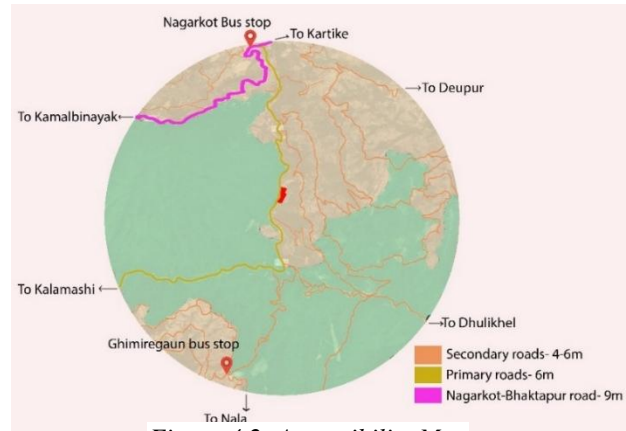 Nagarkot Bus stop
To Kartike
To Deupur
To Kamalbinayak
To Kalamashi
To Dhulikhel
Ghimiregaun bus stop
Secondary roads- 4-6m
Primary roads- 6m
Nagarkot-Bhaktapur road- 9m
To Nala